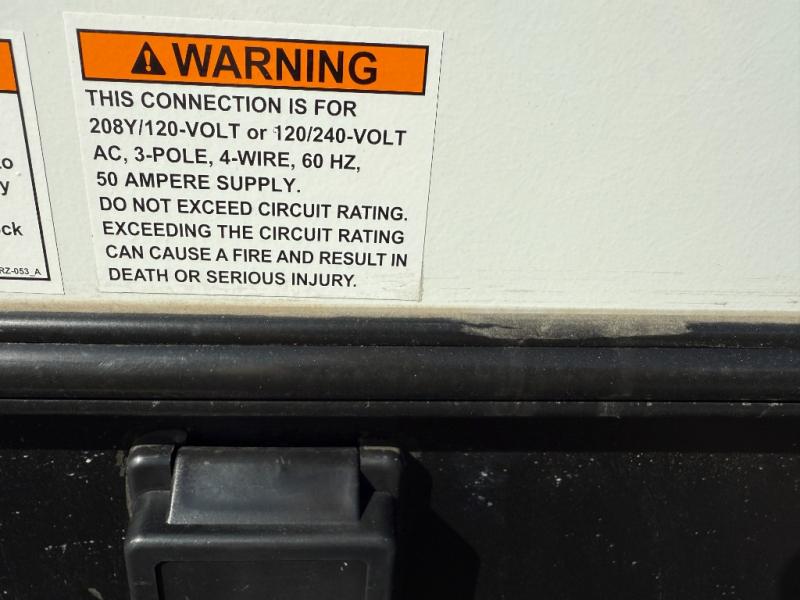 WARNING
THIS CONNECTION IS FOR
208Y/120-VOLT or 120/240-VOLT
AC, 3-POLE, 4-WIRE, 60 HZ,
50 AMPERE SUPPLY.
DO NOT EXCEED CIRCUIT RATING.
EXCEEDING THE CIRCUIT RATING
CAN CAUSE A FIRE AND RESULT IN
DEATH OR SERIOUS INJURY.
RZ-053_A